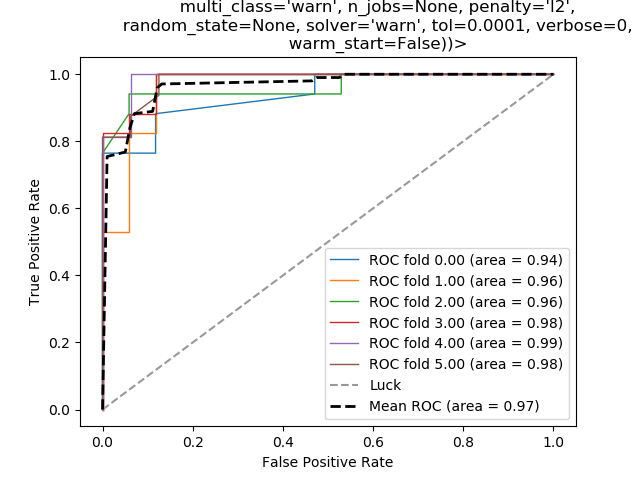 multi_class='warn', n_jobs=None, penalty='l2',
random_state=None, solver='warn', tol=0.0001, verbose=0,
warm_start=False))>
1.0
0.8
0.6
0.4
0.2
0.0
True Positive Rate
ROC fold 0.00 (area = 0.94)
ROC fold 1.00 (area = 0.96)
ROC fold 2.00 (area = 0.96)
ROC fold 3.00 (area = 0.98)
ROC fold 4.00 (area = 0.99)
ROC fold 5.00 (area = 0.98)
Luck
Mean ROC (area = 0.97)
0.0 0.2 0.4 0.6 0.8 1.0
False Positive Rate